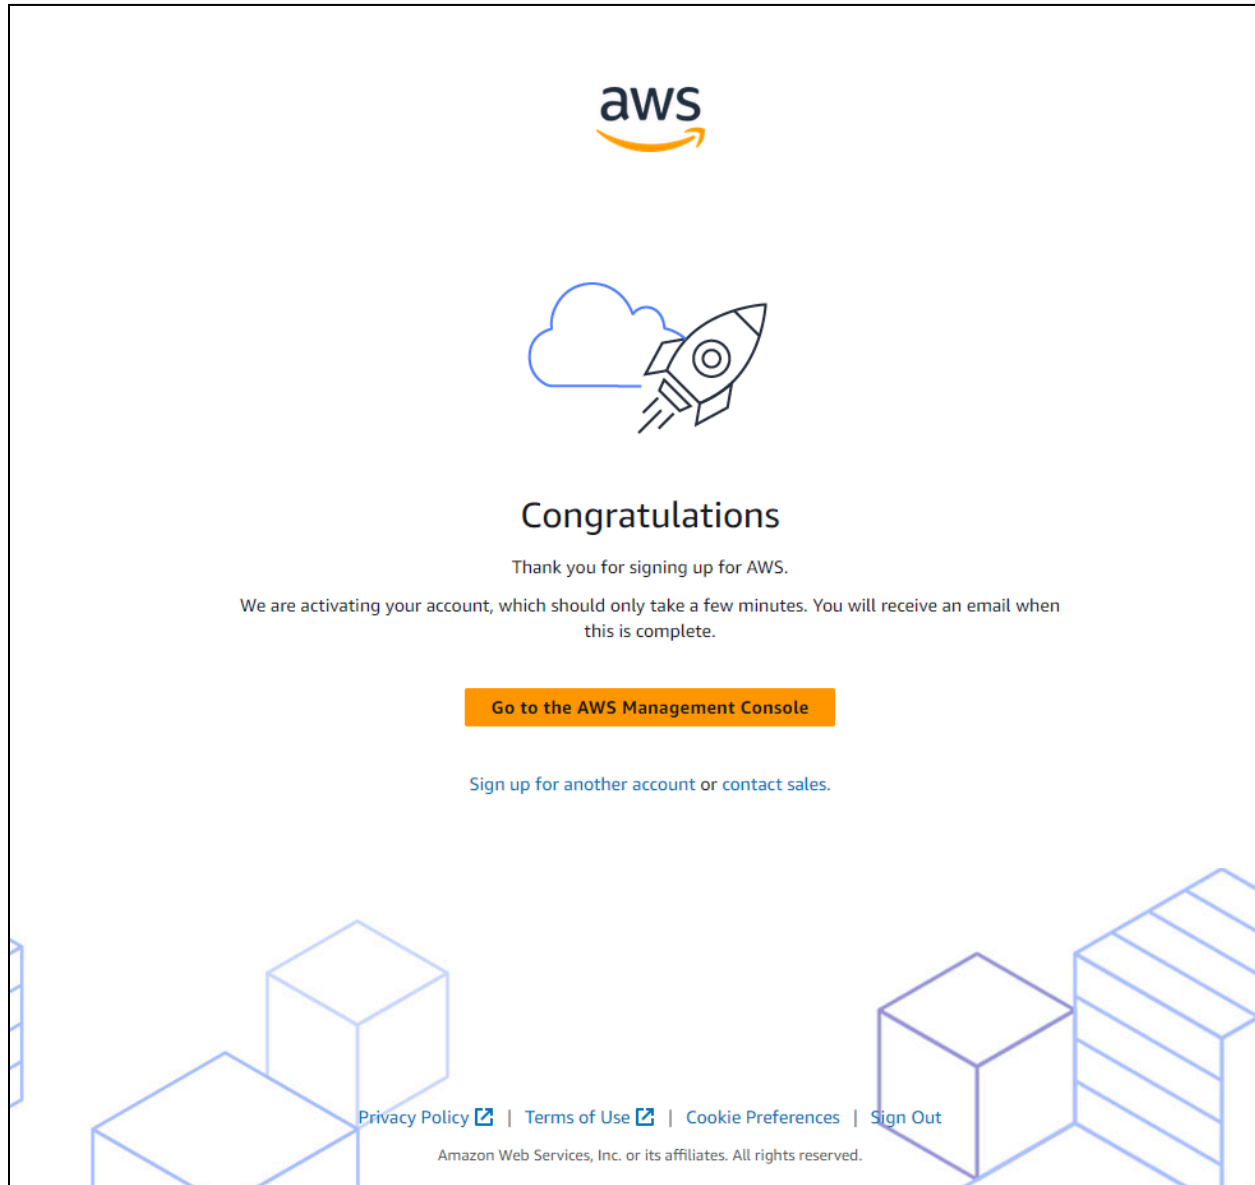 aws
Congratulations
Thank you for signing up for AWS.
We are activating your account, which should only take a few minutes. You will receive an email when
this is complete.
Go to the AWS Management Console
Sign up for another account or contact sales.
Privacy Policy | Terms of Use | Cookie Preferences | Sign Out
Amazon Web Services, Inc. or its affiliates. All rights reserved.